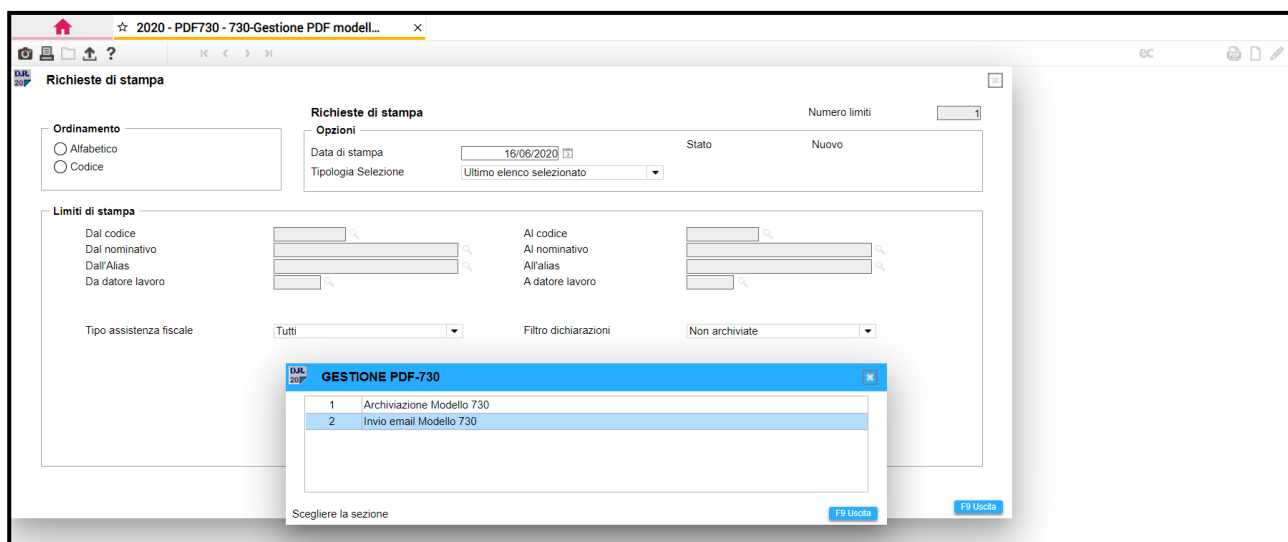 2020 - PDF730 - 730-Gestione PDF modell...
ec
D.R. 20 Richieste di stampa
Richieste di stampa
Numero limiti 1
Ordinamento
Alfabetico
Codice
Opzioni
Data di stampa 16/06/2020
Stato Nuovo
Tipologia Selezione Ultimo elenco selezionato
Limiti di stampa
Dal codice Al codice
Dal nominativo Al nominativo
Dall'Alias All'alias
Da datore lavoro A datore lavoro
Tipo assistenza fiscale Tutti Filtro dichiarazioni Non archiviate
D.R. 20 GESTIONE PDF-730
1 Archiviazione Modello 730
2 Invio email Modello 730
Scegliere la sezione F9 Uscita
F9 Uscita